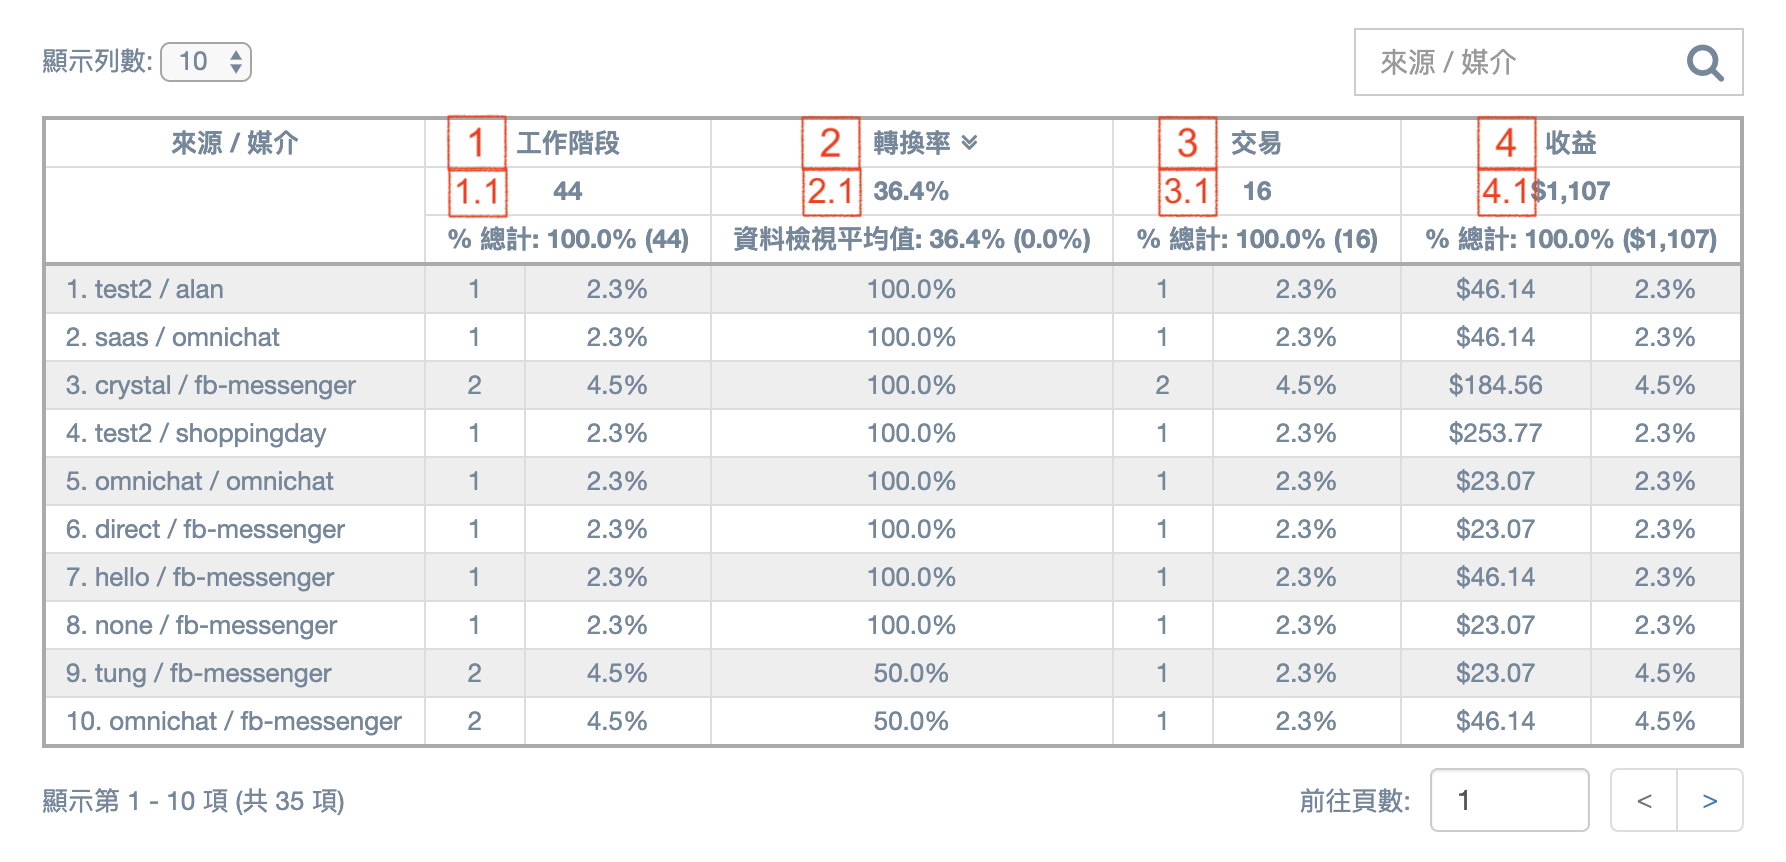 顯示列數: 10
來源 / 媒介
來源 / 媒介 1 工作階段 2 轉換率 3 交易 4 收益
1.1 44 2.1 36.4% 3.1 16 4.1 $1,107
% 總計: 100.0% (44) 資料檢視平均值: 36.4% (0.0%) % 總計: 100.0% (16) % 總計: 100.0% ($1,107)
1. test2 / alan 1 2.3% 100.0% 1 2.3% $46.14 2.3%
2. saas / omnichat 1 2.3% 100.0% 1 2.3% $46.14 2.3%
3. crystal / fb-messenger 2 4.5% 100.0% 2 4.5% $184.56 4.5%
4. test2 / shoppingday 1 2.3% 100.0% 1 2.3% $253.77 2.3%
5. omnichat / omnichat 1 2.3% 100.0% 1 2.3% $23.07 2.3%
6. direct / fb-messenger 1 2.3% 100.0% 1 2.3% $23.07 2.3%
7. hello / fb-messenger 1 2.3% 100.0% 1 2.3% $46.14 2.3%
8. none / fb-messenger 1 2.3% 100.0% 1 2.3% $23.07 2.3%
9. tung / fb-messenger 2 4.5% 50.0% 1 2.3% $23.07 4.5%
10. omnichat / fb-messenger 2 4.5% 50.0% 1 2.3% $46.14 4.5%
顯示第 1 - 10 項 (共 35 項) 前往頁數: 1 < >